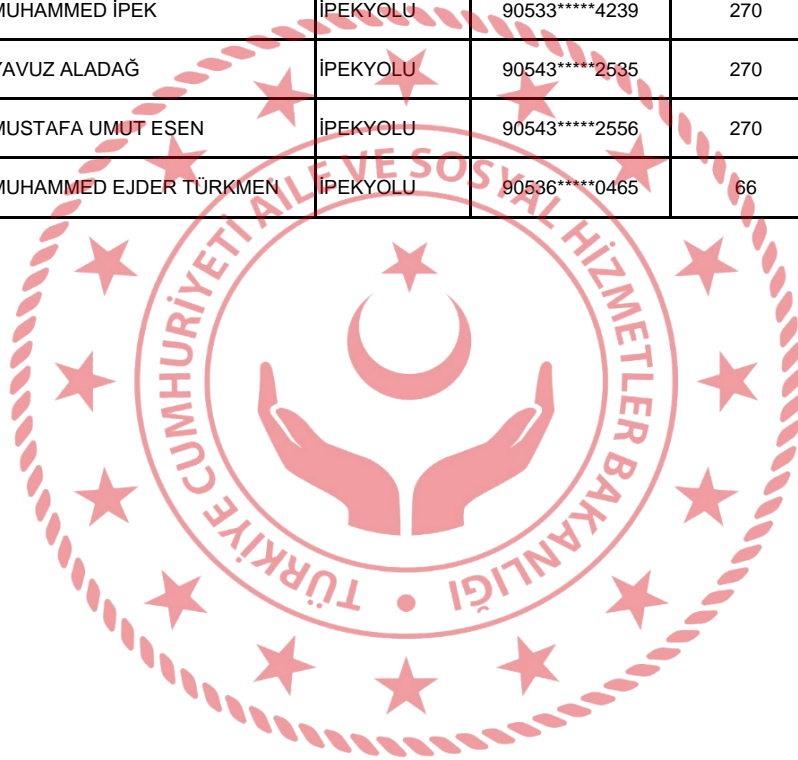 MUHAMMED İPEK İPEKYOLU 90533*****4239 270
YAVUZ ALADAĞ İPEKYOLU 90543*****2535 270
MUSTAFA UMUT ESEN İPEKYOLU 90543*****2556 270
MUHAMMED EJDER TÜRKMEN İPEKYOLU 90536*****0465 66
TÜRKİYE CUMHURİYETİ AİLE VE SOSYAL HİZMETLER BAKANLIĞI